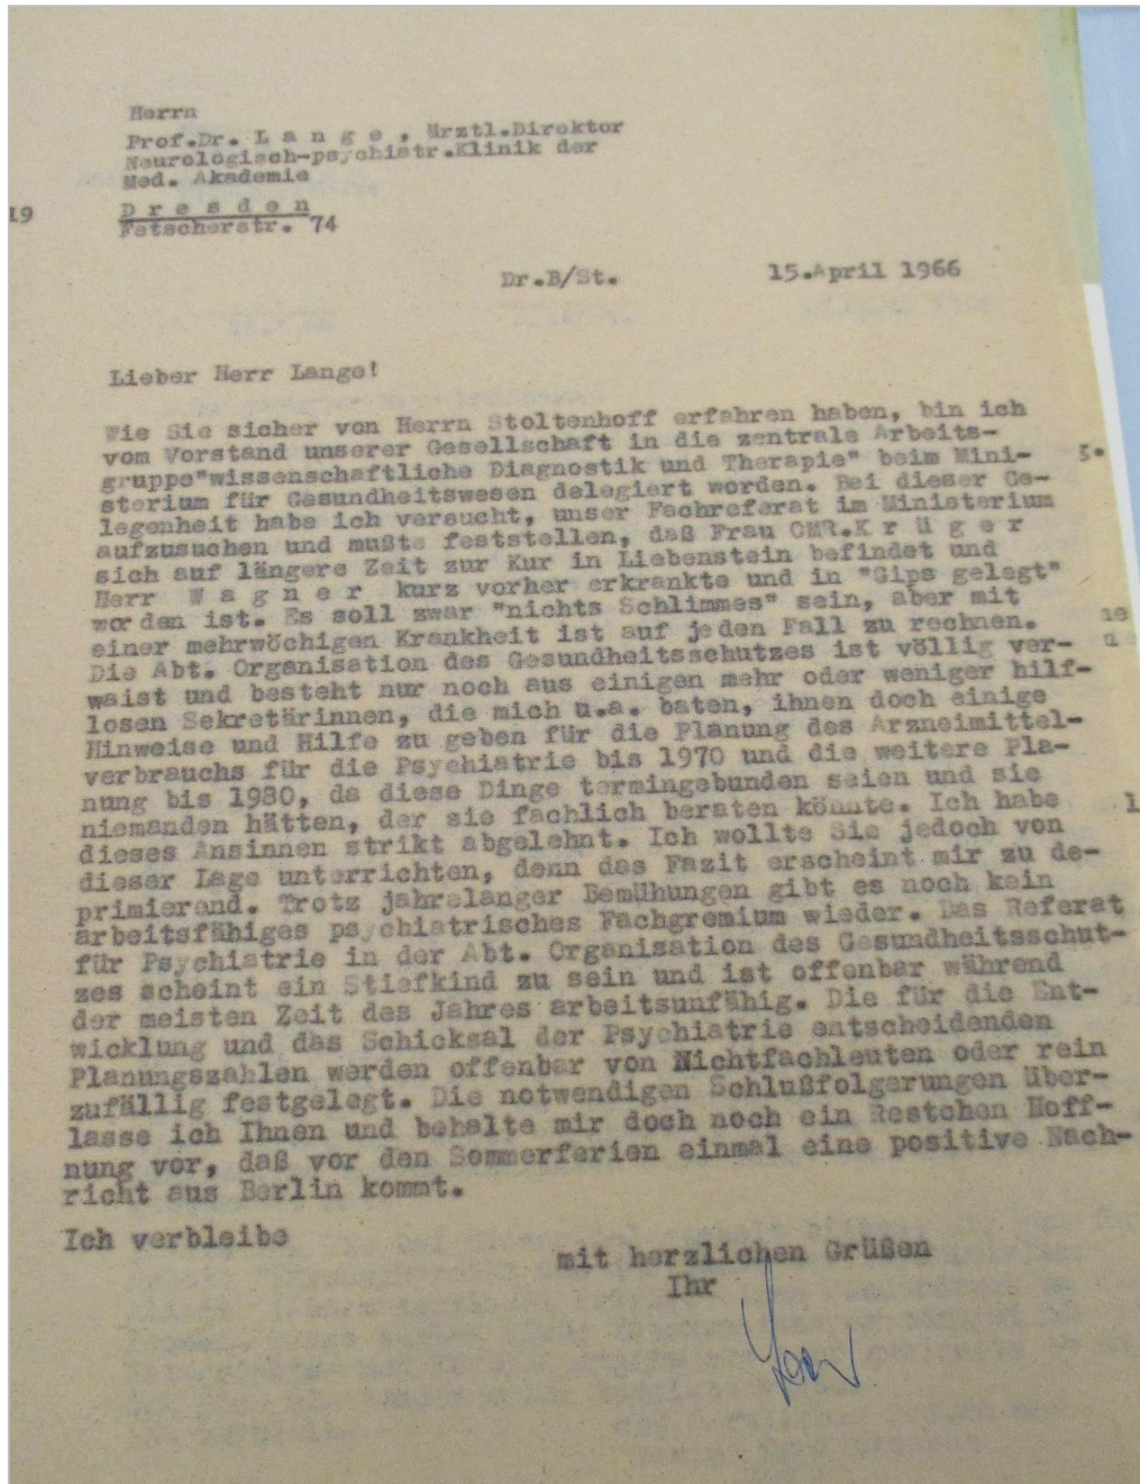 Herrn
Prof.Dr. L a n g e , ärztl.Direktor
Neurologisch-psychiatr.Klinik der
Med. Akademie
19
D r e s d e n
Fetscherstr. 74
Dr.B/St. 15.April 1966
Lieber Herr Lange!
Wie Sie sicher von Herrn Stoltenhoff erfahren haben, bin ich
vom Vorstand unserer Gesellschaft in die zentrale Arbeits-
gruppe"wissenschaftliche Diagnostik und Therapie" beim Mini-
sterium für Gesundheitswesen delegiert worden. Bei dieser Ge-
legenheit habe ich versucht, unser Fachreferat im Ministerium
aufzusuchen und mußte feststellen, daß Frau OMR.K r ü g e r
sich auf längere Zeit zur Kur in Liebenstein befindet und
Herr W a g n e r kurz vorher erkrankte und in "Gips gelegt"
worden ist. Es soll zwar "nichts Schlimmes" sein, aber mit
einer mehrwöchigen Krankheit ist auf jeden Fall zu rechnen.
Die Abt. Organisation des Gesundheitsschutzes ist völlig ver-
waist und besteht nur noch aus einigen mehr oder weniger hilf-
losen Sekretärinnen, die mich u.a. baten, ihnen doch einige
Hinweise und Hilfe zu geben für die Planung des Arzneimittel-
verbrauchs für die Psychiatrie bis 1970 und die weitere Pla-
nung bis 1980, da diese Dinge termingebunden seien und sie
niemanden hätten, der sie fachlich beraten könnte. Ich habe
dieses Ansinnen strikt abgelehnt. Ich wollte Sie jedoch von
dieser Lage unterrichten, denn das Fazit erscheint mir zu de-
primierend. Trotz jahrelanger Bemühungen gibt es noch kein
arbeitsfähiges psychiatrisches Fachgremium wieder. Das Referat
für Psychiatrie in der Abt. Organisation des Gesundheitsschut-
zes scheint ein Stiefkind zu sein und ist offenbar während
der meisten Zeit des Jahres arbeitsunfähig. Die für die Ent-
wicklung und das Schicksal der Psychiatrie entscheidenden
Planungszahlen werden offenbar von Nichtfachleuten oder rein
zufällig festgelegt. Die notwendigen Schlußfolgerungen über-
lasse ich Ihnen und behalte mir doch noch ein Restchen Hoff-
nung vor, daß vor den Sommerferien einmal eine positive Nach-
richt aus Berlin kommt.
Ich verbleibe
mit herzlichen Grüßen
Ihr